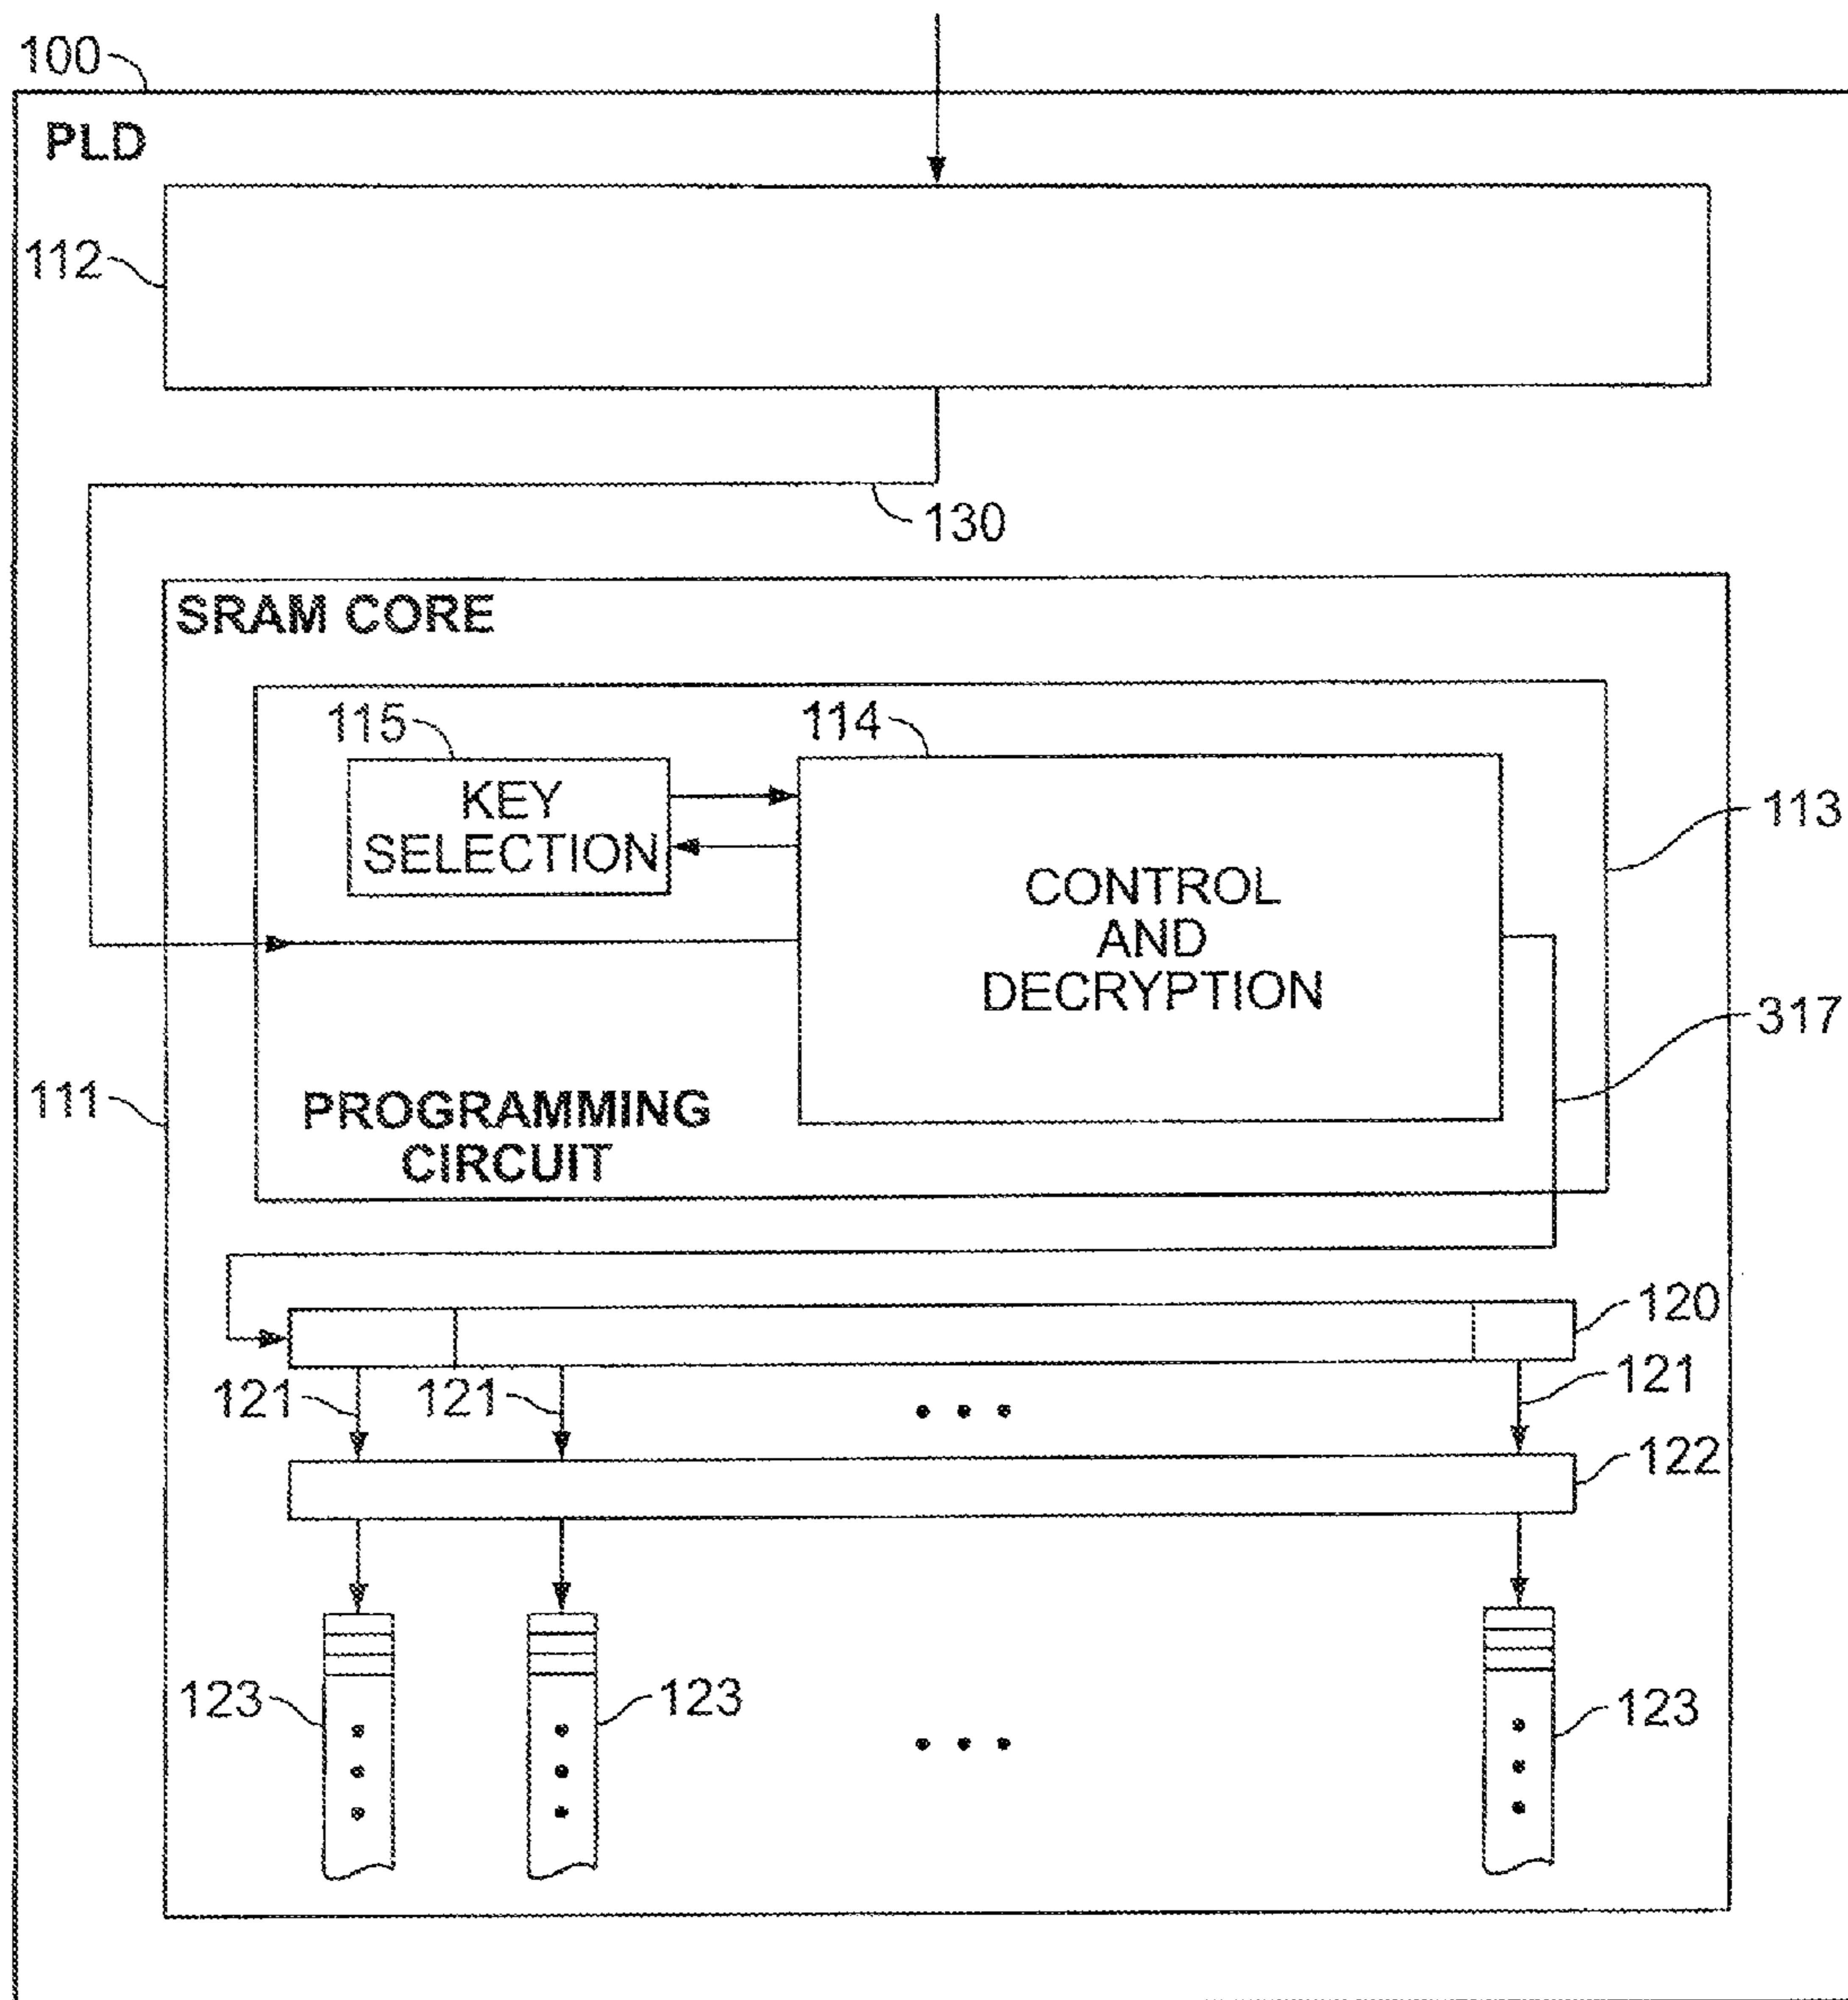 100
PLD
112
130
SRAM CORE
115
114
KEY
SELECTION
113
CONTROL
AND
DECRYPTION
317
111
PROGRAMMING
CIRCUIT
120
121
121
121
122
123
123
123